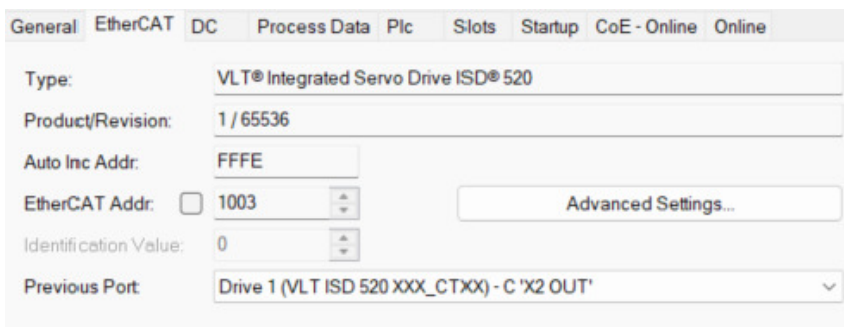 General EtherCAT DC Process Data Plc Slots Startup CoE - Online Online
Type: VLT® Integrated Servo Drive ISD® 520
Product/Revision: 1 / 65536
Auto Inc Addr: FFFE
EtherCAT Addr: 1003 Advanced Settings...
Identification Value: 0
Previous Port: Drive 1 (VLT ISD 520 XXX_CTXX) - C 'X2 OUT'